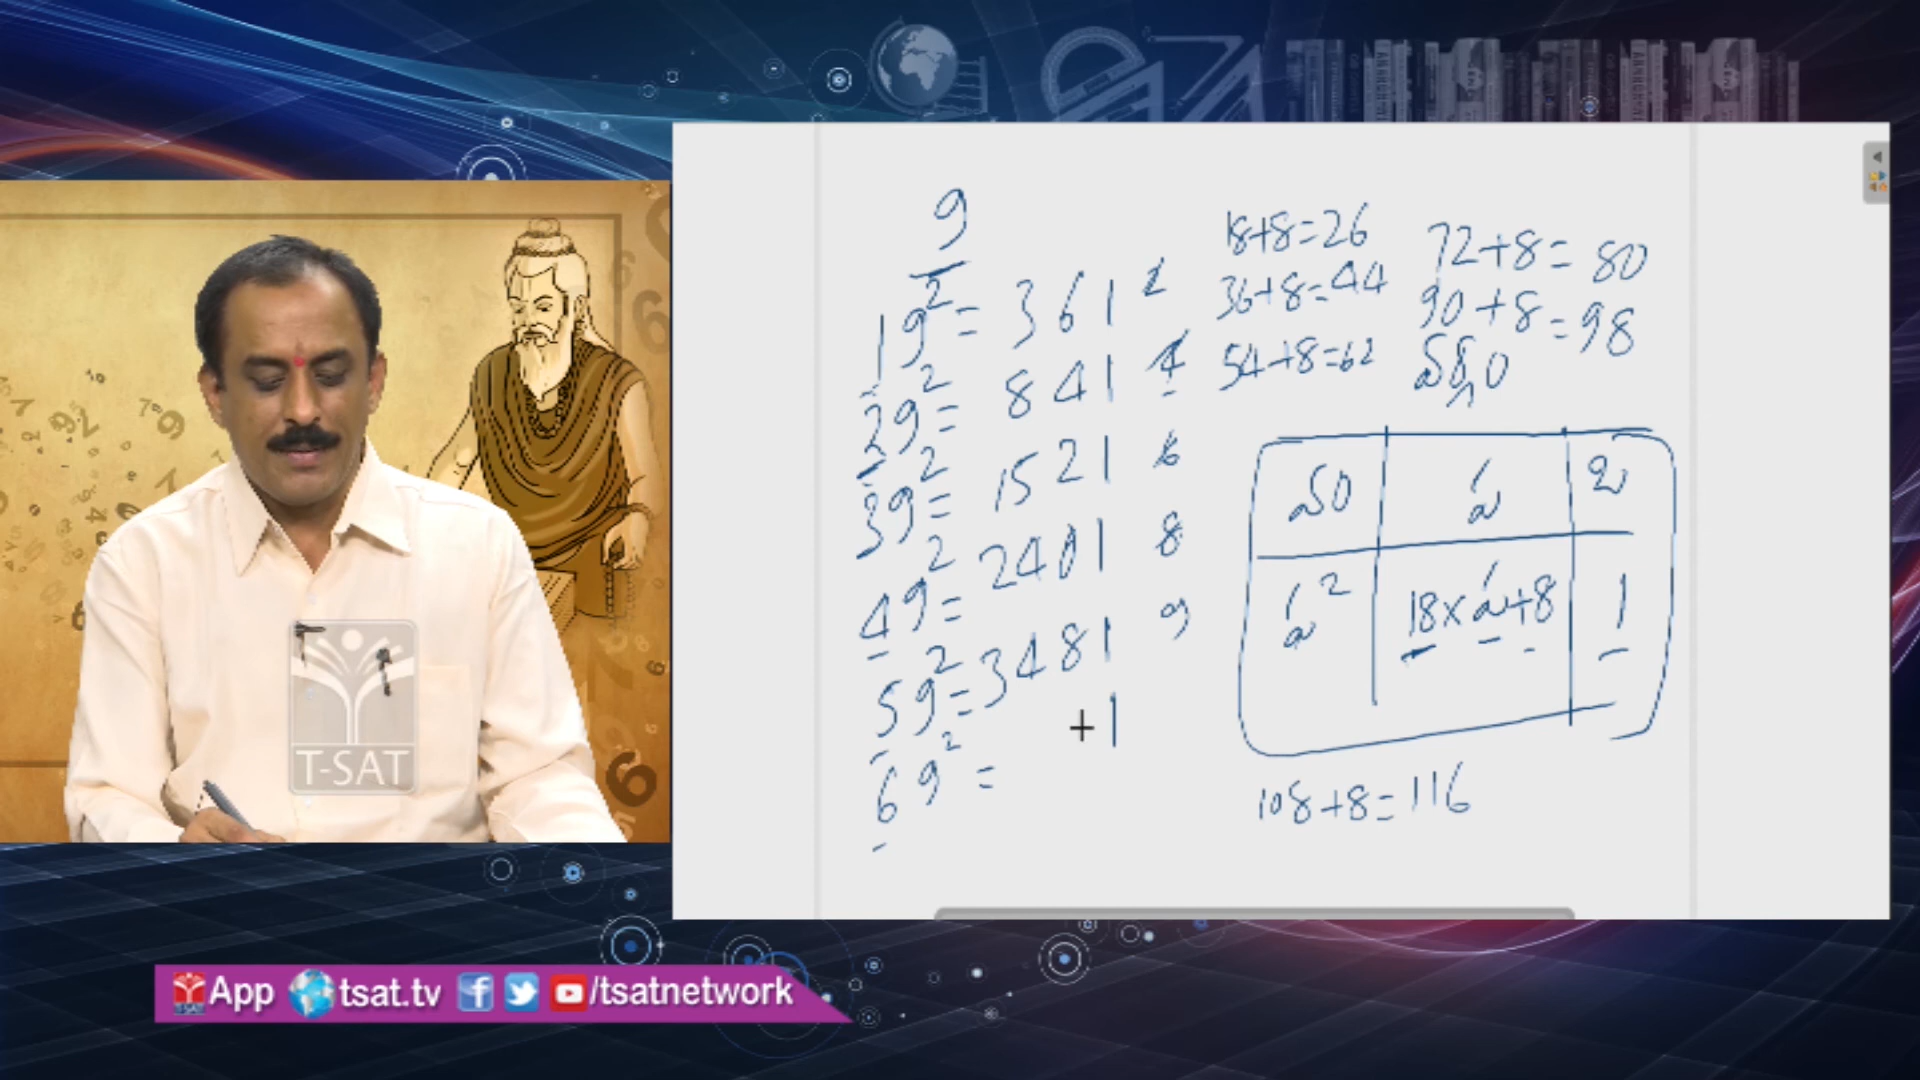 9
19² = 361 2
29² = 841 4
39² = 1521 6
49² = 2401 8
59² = 3481 9
69² = 1
18+8=26
36+8=44
54+8=62
72+8=80
90+8=98
18×
+8
1
108+8=116
T-SAT
App tsat.tv /tsatnetwork